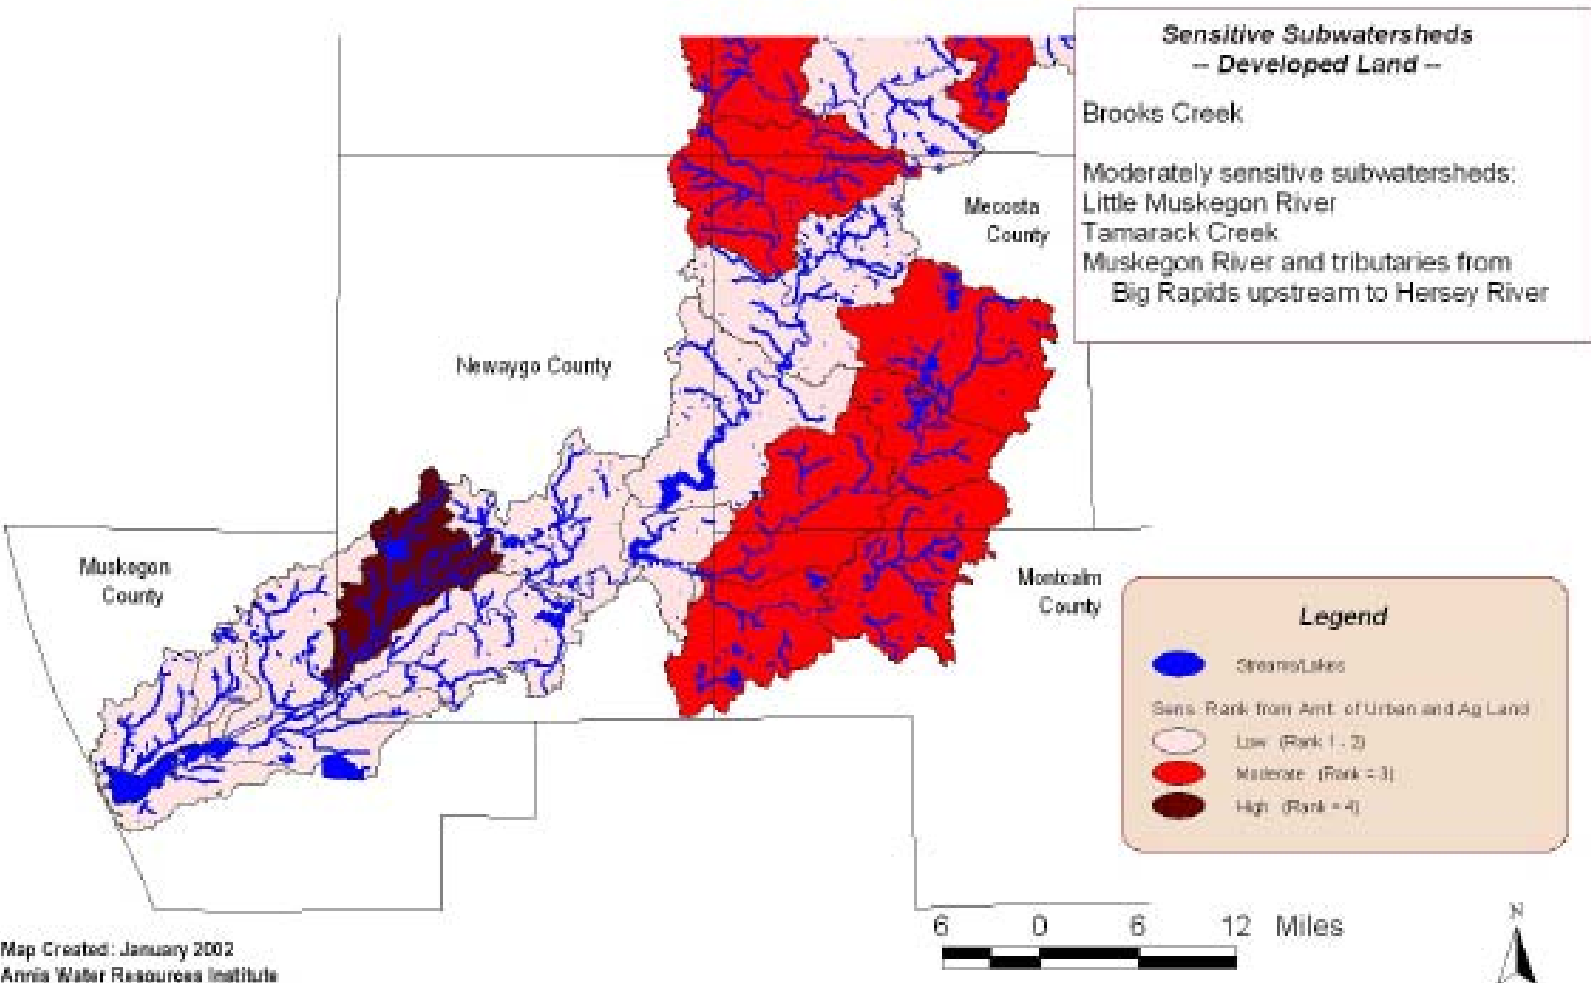 Sensitive Subwatersheds
-- Developed Land --
Brooks Creek
Moderately sensitive subwatersheds:
Little Muskegon River
Tamarack Creek
Muskegon River and tributaries from
Big Rapids upstream to Hersey River
Mecosta
County
Newaygo County
Muskegon
County
Montcalm
County
Legend
Streams/Lakes
Sens. Rank from Amt. of Urban and Ag Land
Low (Rank 1 - 2)
Moderate (Rank = 3)
High (Rank = 4)
6 0 6 12 Miles
N
Map Created: January 2002
Annis Water Resources Institute